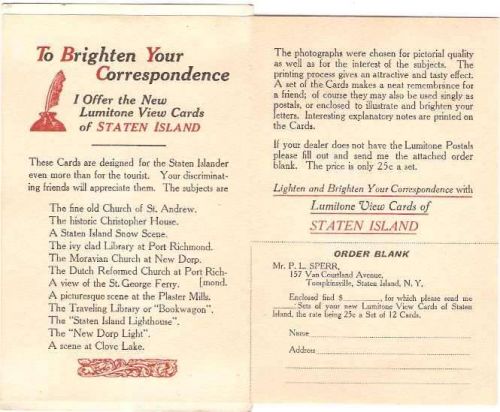 To Brighten Your
Correspondence
I Offer the New
Lumitone View Cards
of STATEN ISLAND
These Cards are designed for the Staten Islander
even more than for the tourist. Your discriminat-
ing friends will appreciate them. The subjects are
The fine old Church of St. Andrew.
The historic Christopher House.
A Staten Island Snow Scene.
The ivy clad Library at Port Richmond.
The Moravian Church at New Dorp.
The Dutch Reformed Church at Port Rich-
A view of the St. George Ferry. [mond.
A picturesque scene at the Plaster Mills.
The Traveling Library or "Bookwagon".
The "Staten Island Lighthouse".
The "New Dorp Light".
A scene at Clove Lake.
The photographs were chosen for pictorial quality
as well as for the interest of the subjects. The
printing process gives an attractive and tasty effect.
A set of the Cards makes a neat remembrance for
a friend; of course they may also be used singly as
postals, or enclosed to illustrate and brighten your
letters. Interesting explanatory notes are printed on
the Cards.
If your dealer does not have the Lumitone Postals
please fill out and send me the attached order
blank. The price is only 25c a set.
Lighten and Brighten Your Correspondence with
Lumitone View Cards of
STATEN ISLAND
ORDER BLANK
Mr. P. L. SPERR,
157 Van Courtland Avenue,
Tompkinsville, Staten Island, N. Y.
Enclosed find $ for which please read me
Sets of your new Lumitone View Cards of Staten
Island, the rate being 25c a Set of 12 Cards.
Name
Address